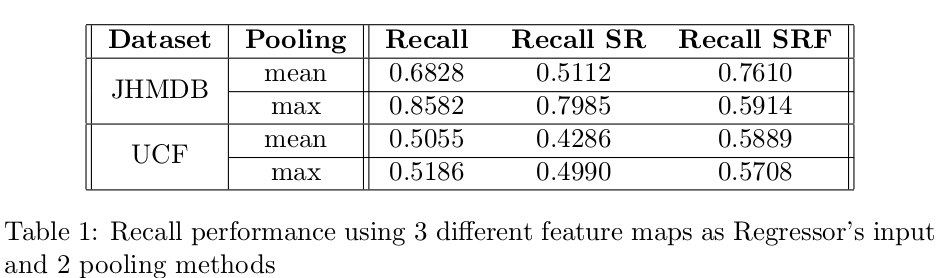 Dataset Pooling Recall Recall SR Recall SRF
JHMDB mean 0.6828 0.5112 0.7610
max 0.8582 0.7985 0.5914
UCF mean 0.5055 0.4286 0.5889
max 0.5186 0.4990 0.5708
Table 1: Recall performance using 3 different feature maps as Regressor's input
and 2 pooling methods